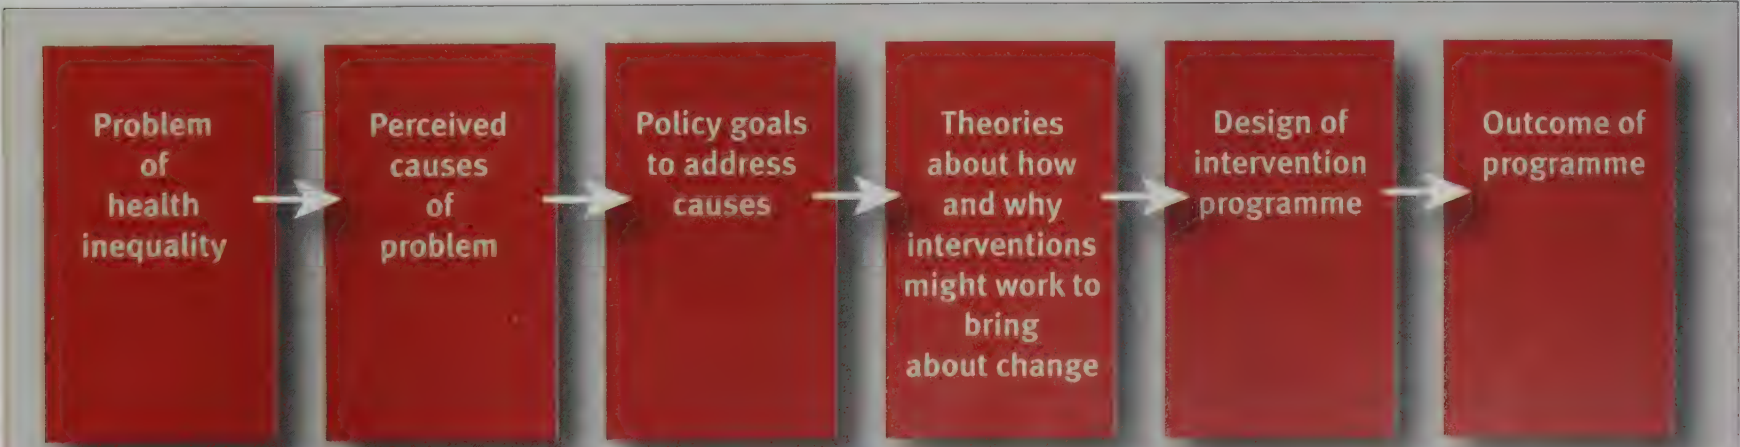 Problem
of
health
inequality
Perceived
causes
of
problem
Policy goals
to address
causes
Theories
about how
and why
interventions
might work to
bring
about change
Design of
intervention
programme
Outcome of
programme